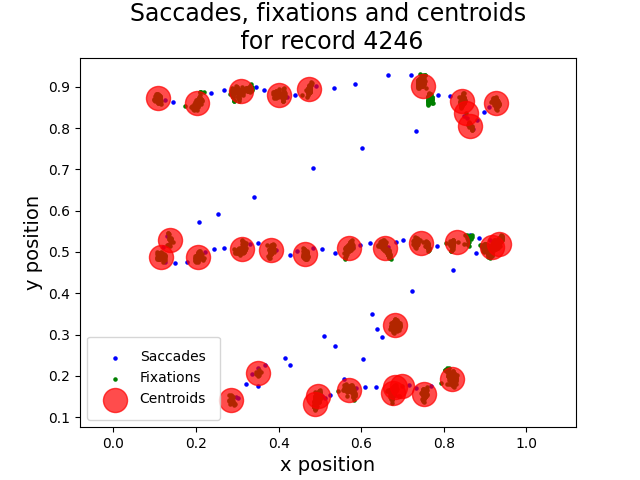 Saccades, fixations and centroids
for record 4246
y position
0.9
0.8
0.7
0.6
0.5
0.4
0.3
0.2
0.1
Saccades
Fixations
Centroids
0.0 0.2 0.4 0.6 0.8 1.0
x position